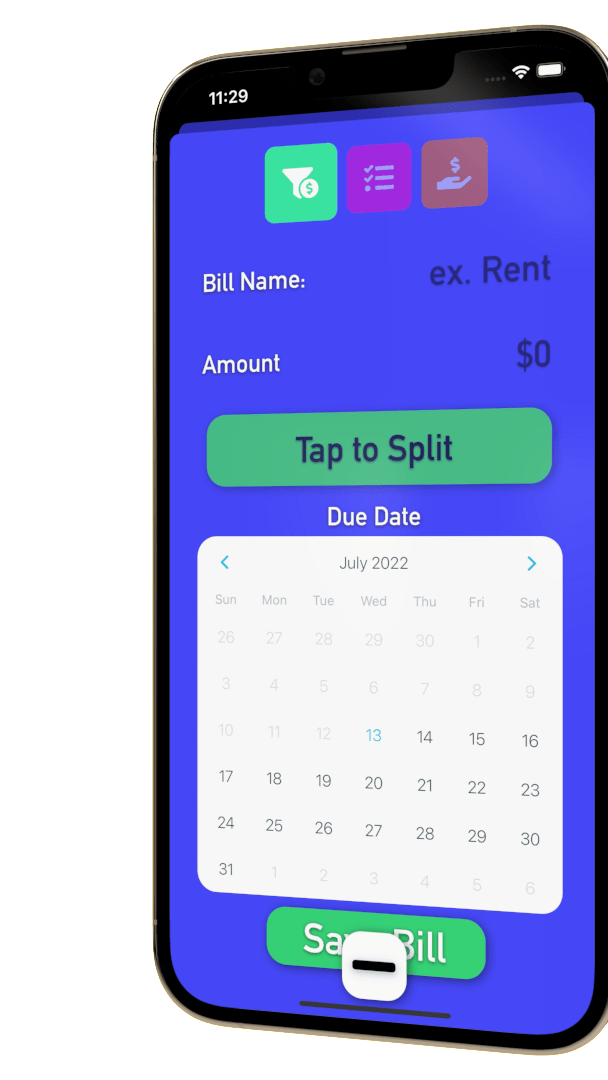 11:29
$
$
Bill Name: ex. Rent
Amount $0
Tap to Split
Due Date
July 2022
Sun Mon Tue Wed Thu Fri Sat
26 27 28 29 30 1 2
3 4 5 6 7 8 9
10 11 12 13 14 15 16
17 18 19 20 21 22 23
24 25 26 27 28 29 30
31 1 2 3 4 5 6
Save Bill